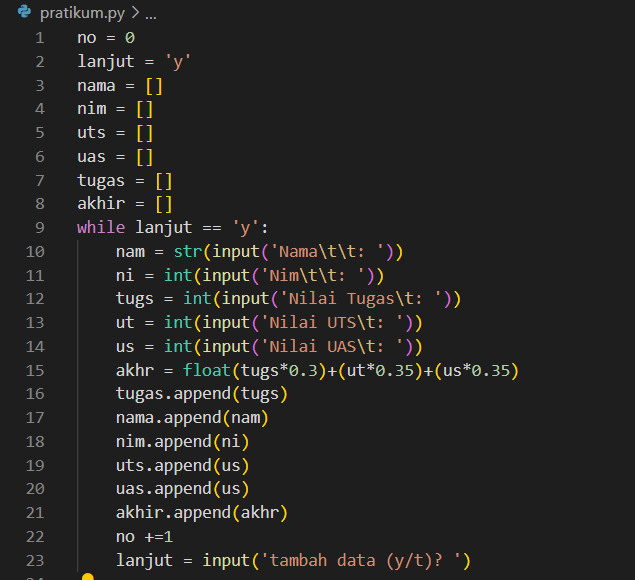 pratikum.py > ...
1 no = 0
2 lanjut = 'y'
3 nama = []
4 nim = []
5 uts = []
6 uas = []
7 tugas = []
8 akhir = []
9 while lanjut == 'y':
10 nam = str(input('Nama\t\t: '))
11 ni = int(input('Nim\t\t: '))
12 tugs = int(input('Nilai Tugas\t: '))
13 ut = int(input('Nilai UTS\t: '))
14 us = int(input('Nilai UAS\t: '))
15 akhr = float(tugs*0.3)+(ut*0.35)+(us*0.35)
16 tugas.append(tugs)
17 nama.append(nam)
18 nim.append(ni)
19 uts.append(us)
20 uas.append(us)
21 akhir.append(akhr)
22 no +=1
23 lanjut = input('tambah data (y/t)? ')